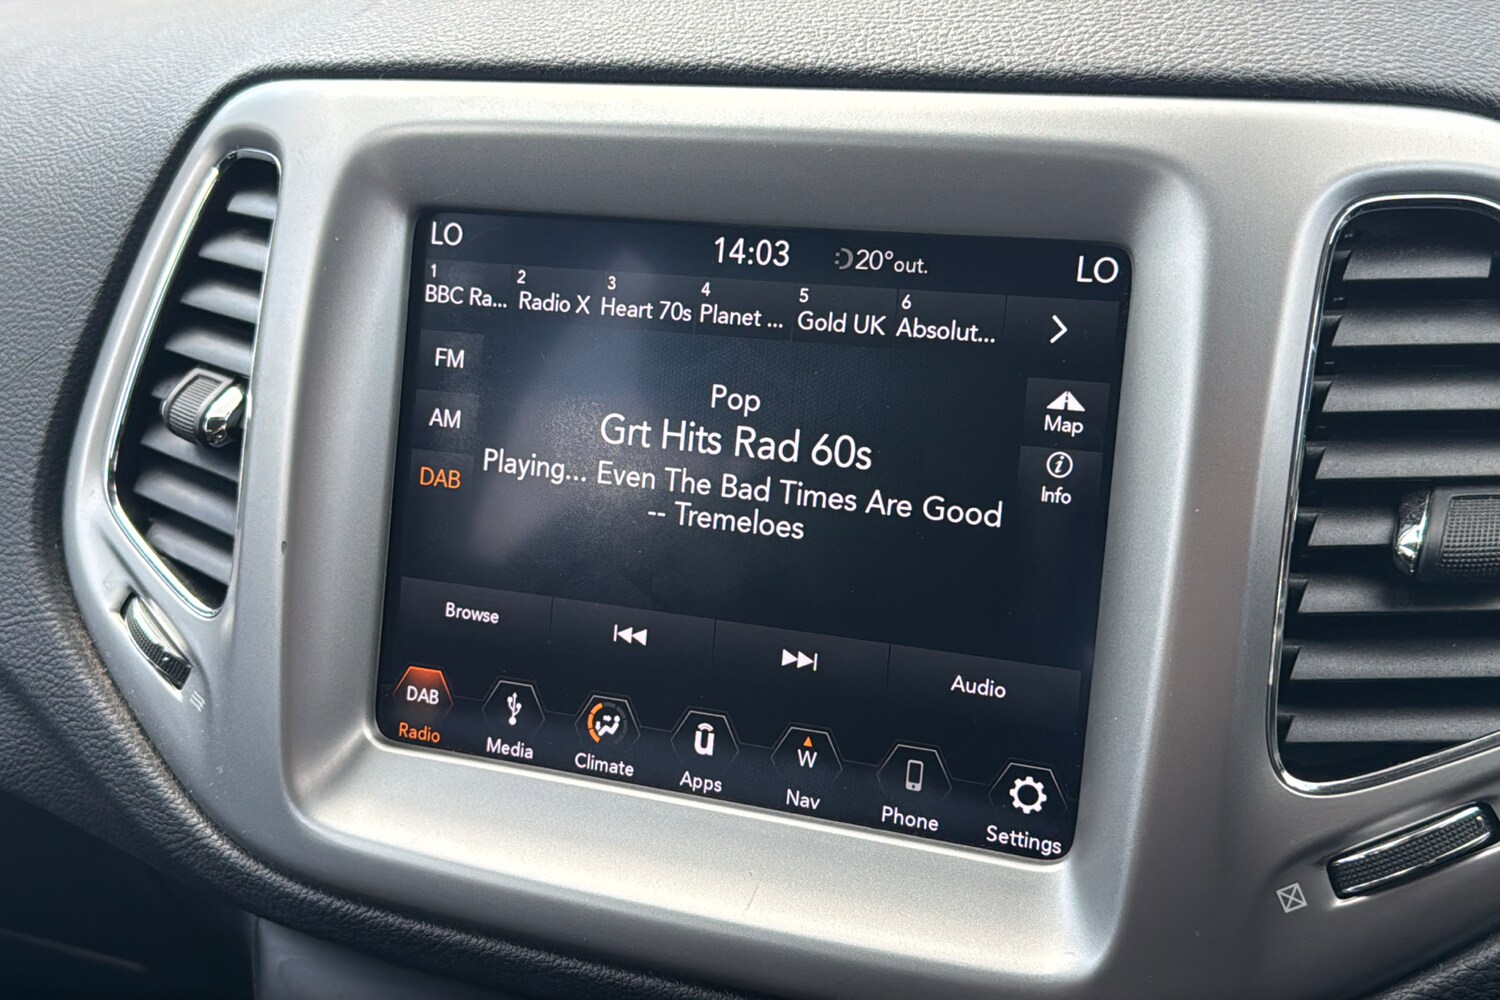 LO 14:03 20° out. LO
1 BBC Ra... 2 Radio X 3 Heart 70s 4 Planet ... 5 Gold UK 6 Absolut...
FM
AM
DAB
Pop
Grt Hits Rad 60s
Playing... Even The Bad Times Are Good
-- Tremeloes
Map
Info
Browse
Audio
DAB
Radio
Media
Climate
Apps
W
Nav
Phone
Settings